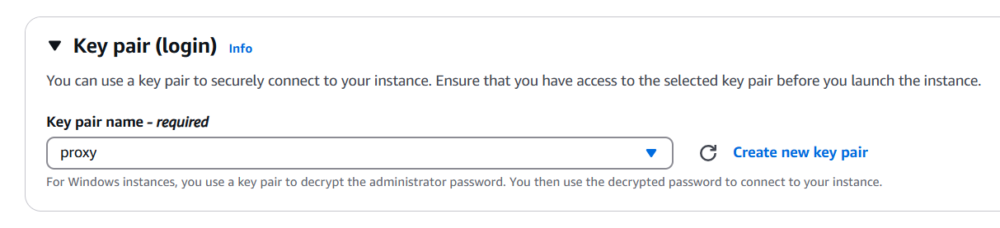 Key pair (login) Info
You can use a key pair to securely connect to your instance. Ensure that you have access to the selected key pair before you launch the instance.
Key pair name - required
proxy
Create new key pair
For Windows instances, you use a key pair to decrypt the administrator password. You then use the decrypted password to connect to your instance.